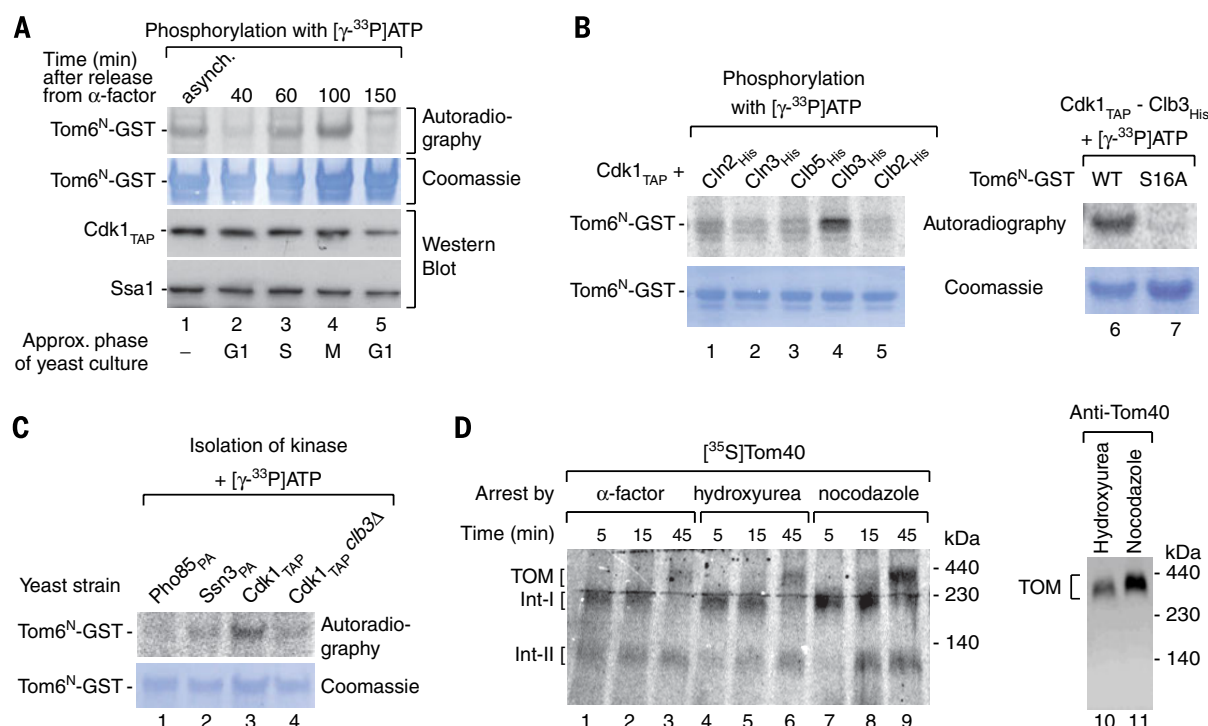 A
Phosphorylation with [γ-³³P]ATP
Time (min)
after release
from α-factor
asynch. 40 60 100 150
Tom6ᴺ-GST - Autoradio-
graphy
Tom6ᴺ-GST - Coomassie
Cdk1TAP -
Western
Blot
Ssa1 -
1 2 3 4 5
Approx. phase
of yeast culture
– G1 S M G1
B
Phosphorylation
with [γ-³³P]ATP
Cdk1TAP + Cln2His Cln3His Clb5His Clb3His Clb2His
Tom6ᴺ-GST -
Tom6ᴺ-GST -
1 2 3 4 5
Cdk1TAP - Clb3His
+ [γ-³³P]ATP
Tom6ᴺ-GST WT S16A
Autoradiography
Coomassie
6 7
C
Isolation of kinase
+ [γ-³³P]ATP
Yeast strain Pho85PA Ssn3PA Cdk1TAP Cdk1TAP clb3Δ
Tom6ᴺ-GST - Autoradio-
graphy
Tom6ᴺ-GST - Coomassie
1 2 3 4
D
[³⁵S]Tom40
Arrest by α-factor hydroxyurea nocodazole
Time (min) 5 15 45 5 15 45 5 15 45 kDa
TOM - 440
Int-I - 230
Int-II - 140
1 2 3 4 5 6 7 8 9
Anti-Tom40
Hydroxyurea
Nocodazole
kDa
TOM - 440
- 230
- 140
10 11